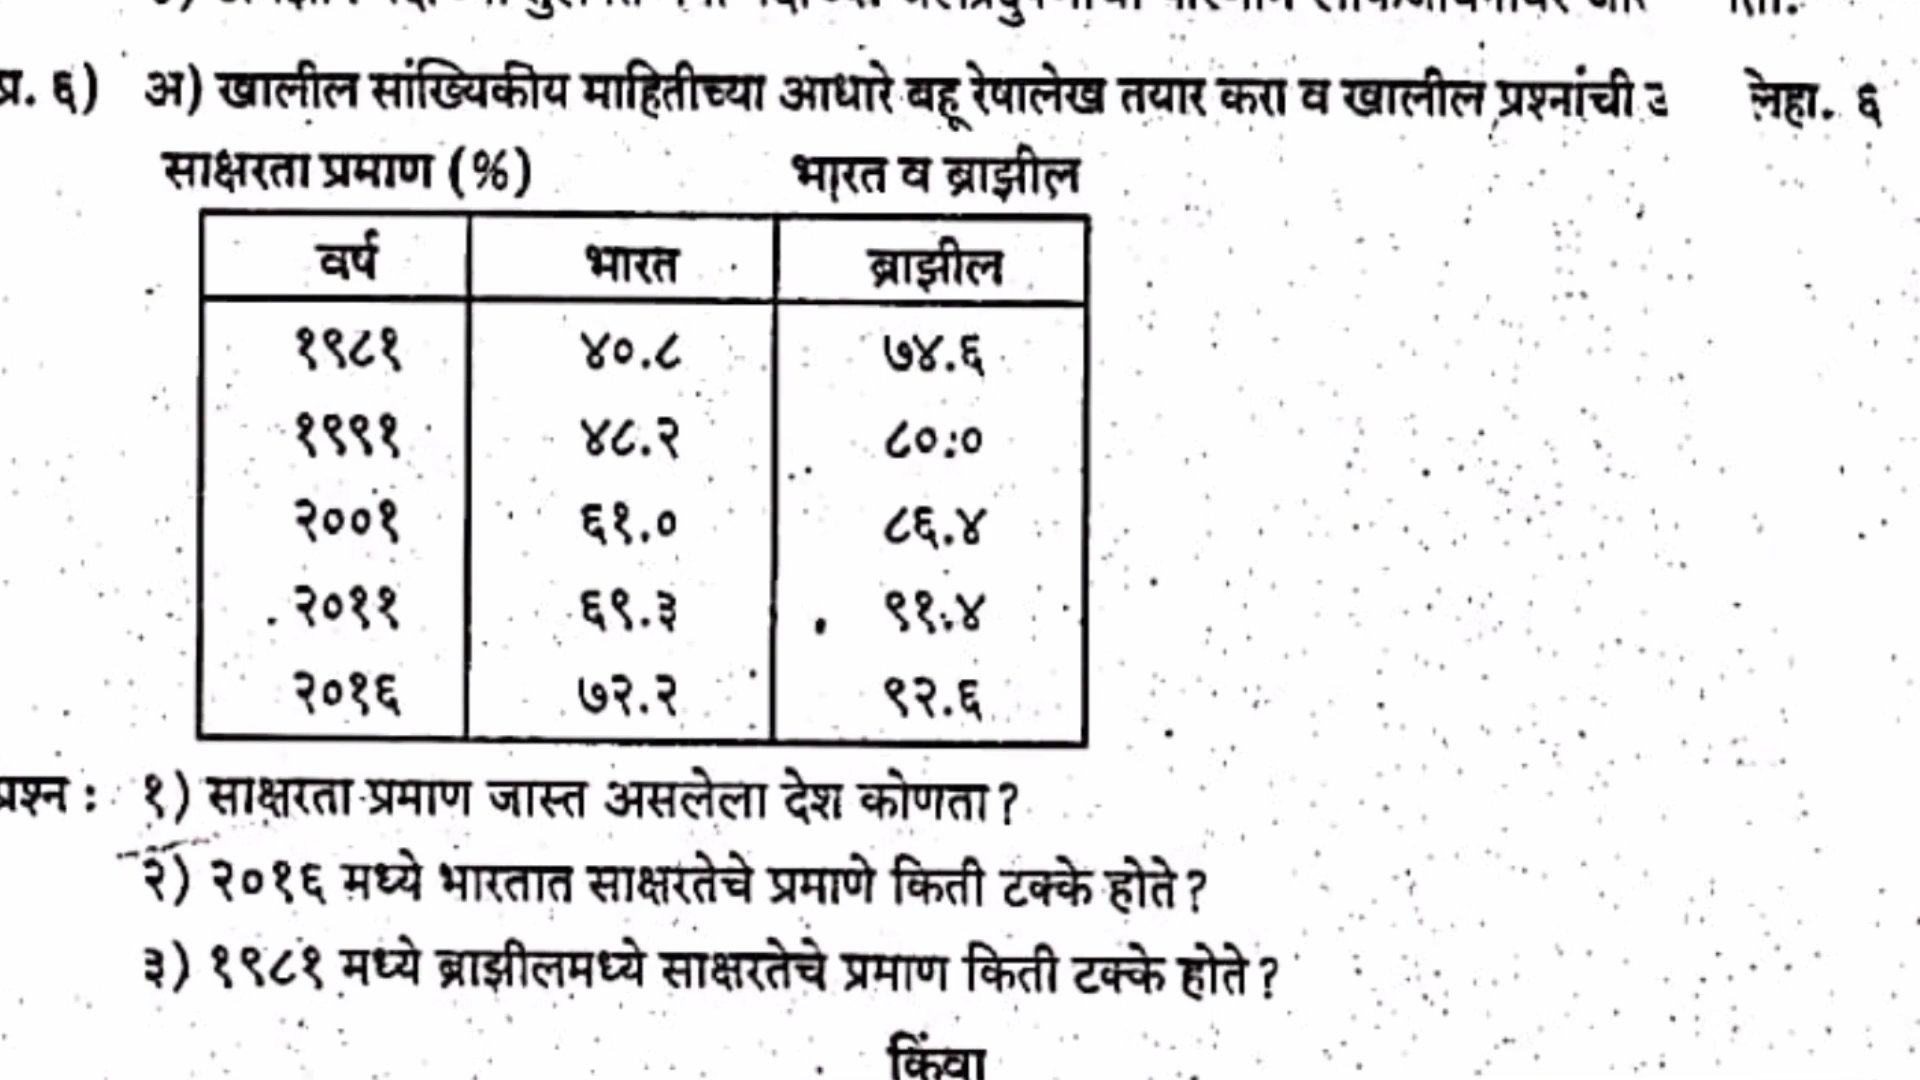 प्र. ६) अ) खालील सांख्यिकीय माहितीच्या आधारे बहू रेषालेख तयार करा व खालील प्रश्नांची लिहा. ६
साक्षरता प्रमाण (%) भारत व ब्राझील
वर्ष भारत ब्राझील
१९८१ ४०.८ ७४.६
१९९१ ४८.२ ८०.०
२००१ ६१.० ८६.४
२०११ ६९.३ ९१.४
२०१६ ७२.२ ९२.६
प्रश्न : १) साक्षरता प्रमाण जास्त असलेला देश कोणता?
२) २०१६ मध्ये भारतात साक्षरतेचे प्रमाणे किती टक्के होते?
३) १९८१ मध्ये ब्राझीलमध्ये साक्षरतेचे प्रमाण किती टक्के होते?
किंवा